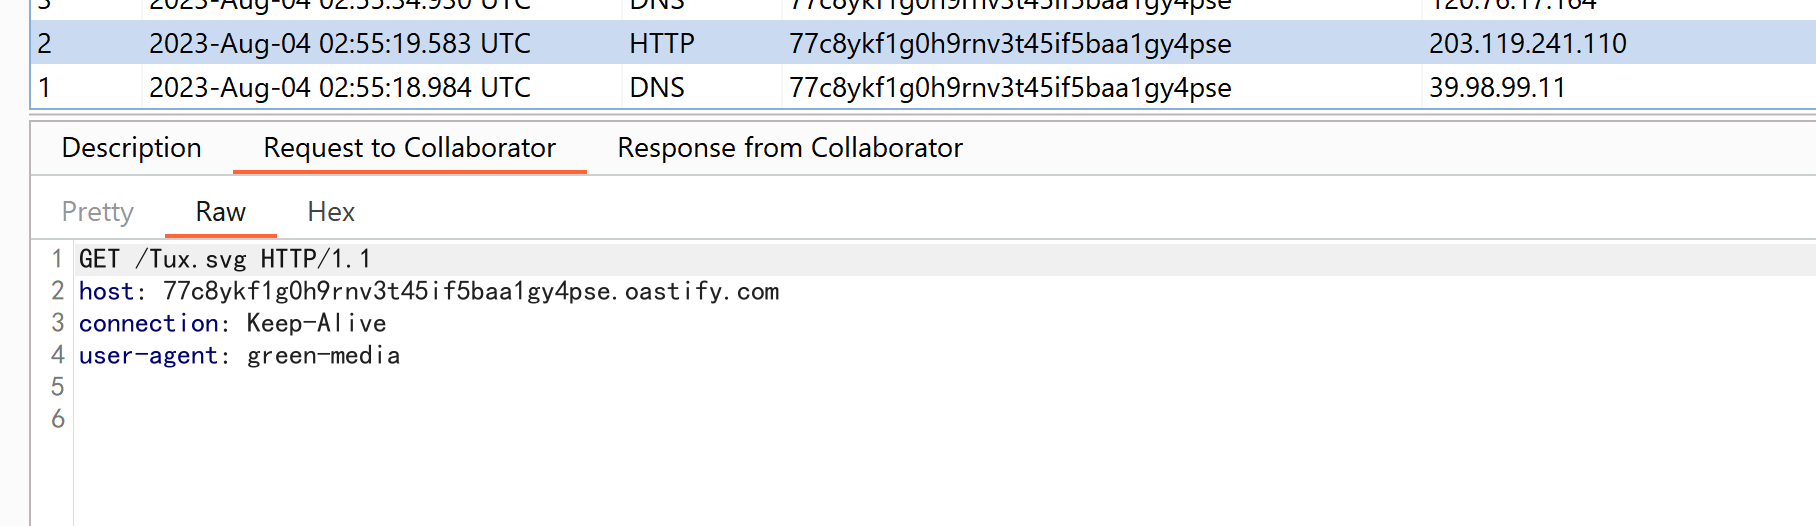 3 2023-Aug-04 02:55:34.930 UTC DNS 77c8ykf1g0h9rnv3t45if5baa1gy4pse 120.76.17.164
2 2023-Aug-04 02:55:19.583 UTC HTTP 77c8ykf1g0h9rnv3t45if5baa1gy4pse 203.119.241.110
1 2023-Aug-04 02:55:18.984 UTC DNS 77c8ykf1g0h9rnv3t45if5baa1gy4pse 39.98.99.11
Description Request to Collaborator Response from Collaborator
Pretty Raw Hex
1 GET /Tux.svg HTTP/1.1
2 host: 77c8ykf1g0h9rnv3t45if5baa1gy4pse.oastify.com
3 connection: Keep-Alive
4 user-agent: green-media
5
6